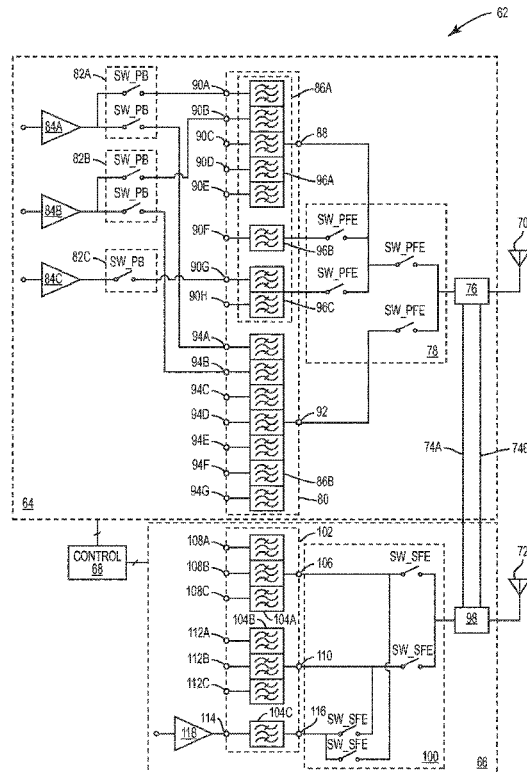 62
82A
SW_PB
90A
SW_PB
90B
86A
84A
90C
88
82B
SW_PB
90D
SW_PB
90E
96A
84B
90F
SW_PFE
70
82C
SW_PB
96B
SW_PFE
90G
SW_PFE
84C
90H
96C
SW_PFE
76
94A
94B
78
94C
94D
92
74A
74B
94E
94F
86B
94G
80
64
CONTROL
68
108A
102
108B
106
SW_SFE
72
108C
104B
104A
112A
98
112B
110
SW_SFE
112C
104C
SW_SFE
118
114
116
SW_SFE
100
66